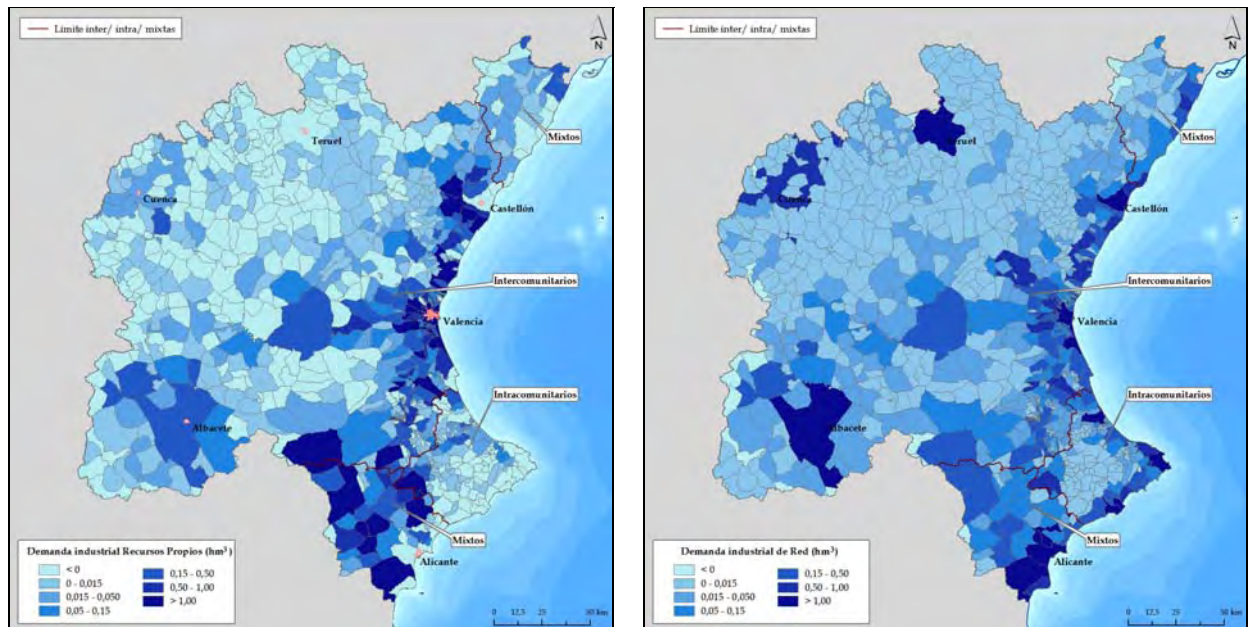 Límite inter/ intra/ mixtas
N
Mixtos
Teruel
Cuenca
Castellón
Intercomunitarios
Valencia
Intracomunitarios
Albacete
Mixtos
Alicante
Demanda industrial Recursos Propios (hm³)
< 0
0 - 0,015
0,015 - 0,050
0,05 - 0,15
0,15 - 0,50
0,50 - 1,00
> 1,00
0 12,5 25 50 km
Límite inter/ intra/ mixtas
N
Mixtos
Teruel
Cuenca
Castellón
Intercomunitarios
Valencia
Intracomunitarios
Albacete
Mixtos
Alicante
Demanda industrial de Red (hm³)
< 0
0 - 0,015
0,015 - 0,050
0,05 - 0,15
0,15 - 0,50
0,50 - 1,00
> 1,00
0 12,5 25 50 km